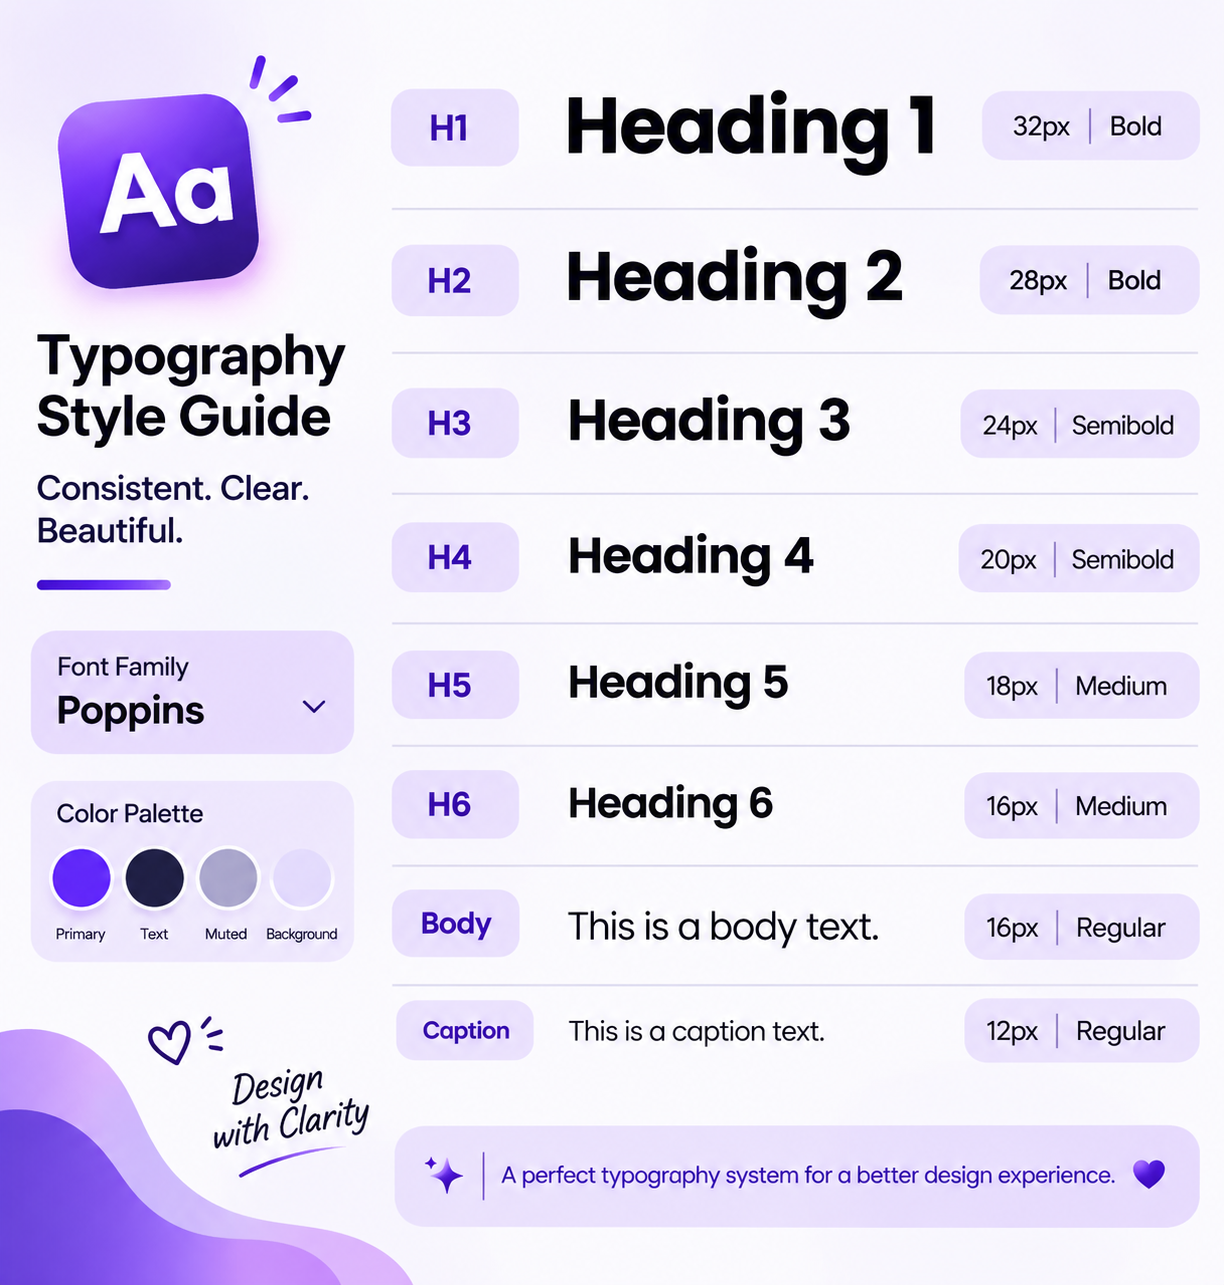 Aa
Typography
Style Guide
Consistent. Clear.
Beautiful.
Font Family
Poppins
Color Palette
Primary Text Muted Background
Design
with Clarity
H1 Heading 1 32px Bold
H2 Heading 2 28px Bold
H3 Heading 3 24px Semibold
H4 Heading 4 20px Semibold
H5 Heading 5 18px Medium
H6 Heading 6 16px Medium
Body This is a body text. 16px Regular
Caption This is a caption text. 12px Regular
A perfect typography system for a better design experience.